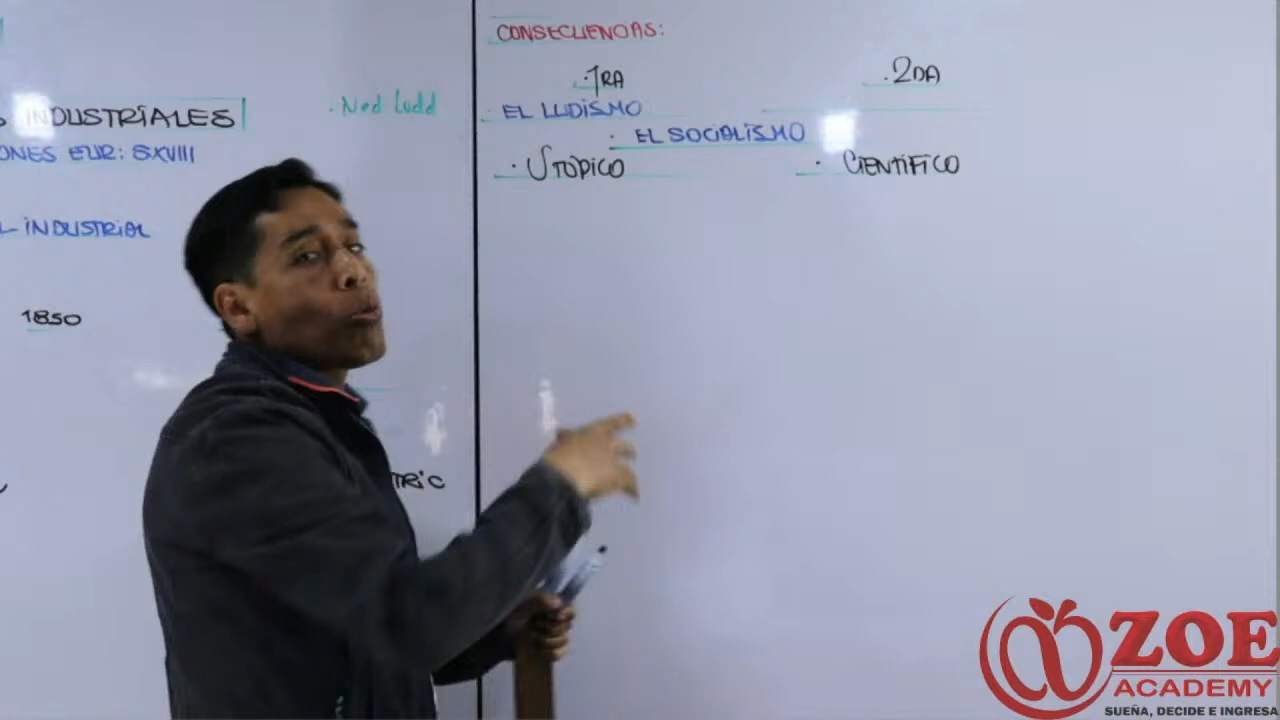 INDUSTRIALES
· Ned Ludd
ONES EUR: SXVIII
L INDUSTRIAL
1850
TRIC
CONSECUENCIAS:
· 1RA
· 2DA
· EL LUDISMO
· EL SOCIALISMO
· UTÓPICO
· CIENTÍFICO
ZOE
ACADEMY
SUEÑA, DECIDE E INGRESA